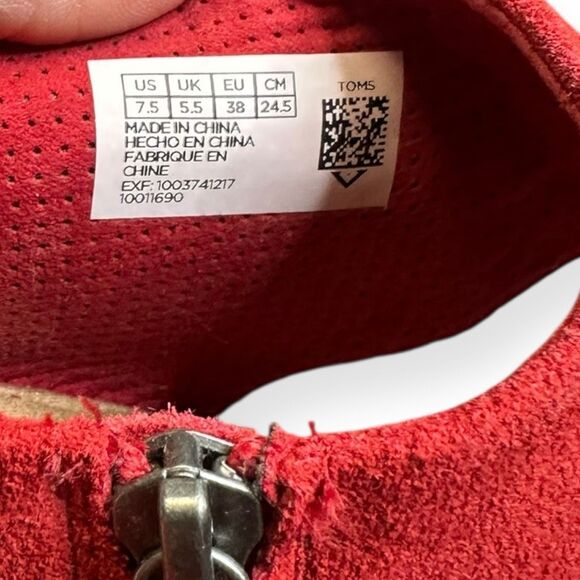 US UK EU CM
7.5 5.5 38 24.5
TOMS
MADE IN CHINA
HECHO EN CHINA
FABRIQUE EN
CHINE
EXF: 1003741217
10011690